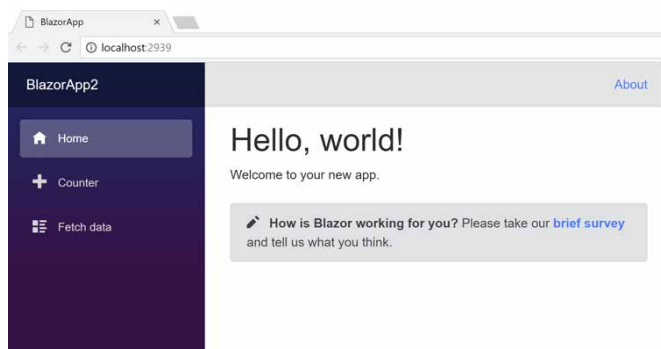 BlazorApp
localhost:2939
BlazorApp2
About
Home
Counter
Fetch data
Hello, world!
Welcome to your new app.
How is Blazor working for you? Please take our brief survey
and tell us what you think.